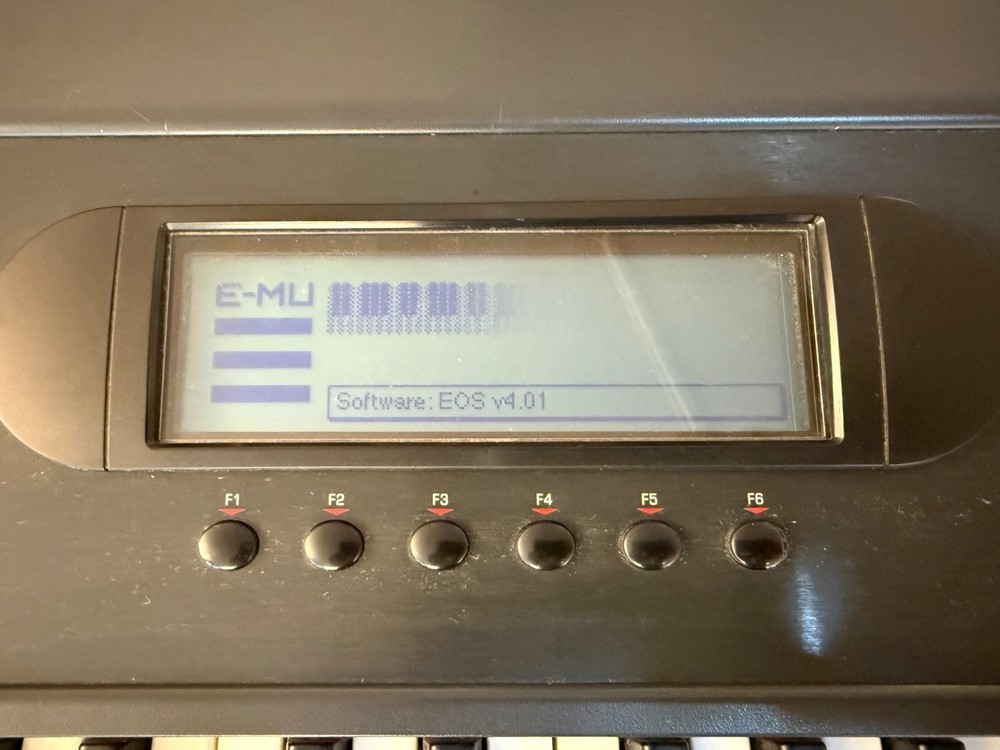 E-MU
Software: EOS v4.01
F1 F2 F3 F4 F5 F6